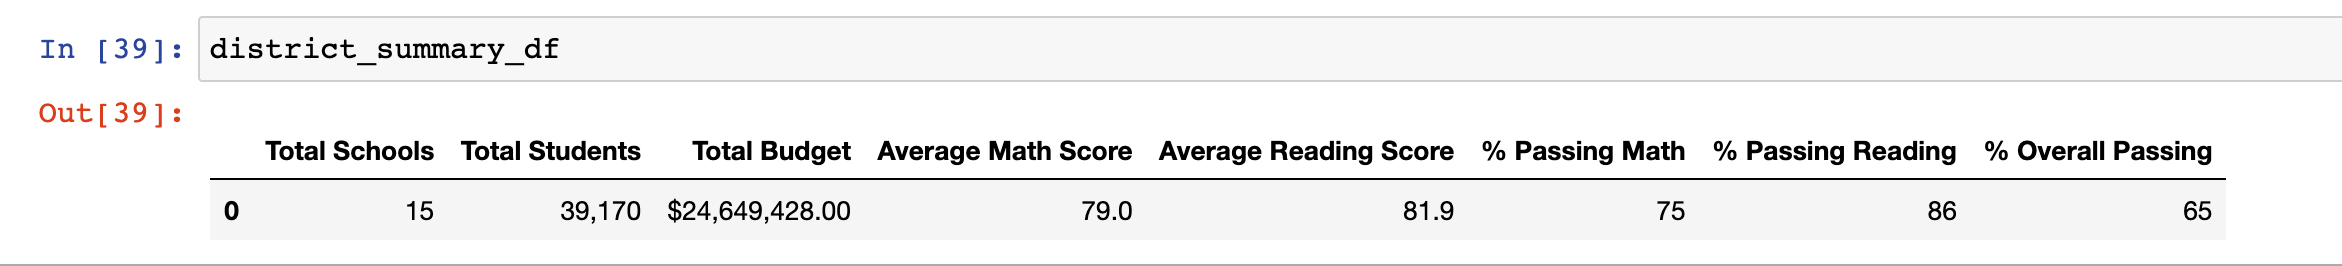 In [39]: district_summary_df
Out[39]:
Total Schools Total Students Total Budget Average Math Score Average Reading Score % Passing Math % Passing Reading % Overall Passing
0 15 39,170 $24,649,428.00 79.0 81.9 75 86 65